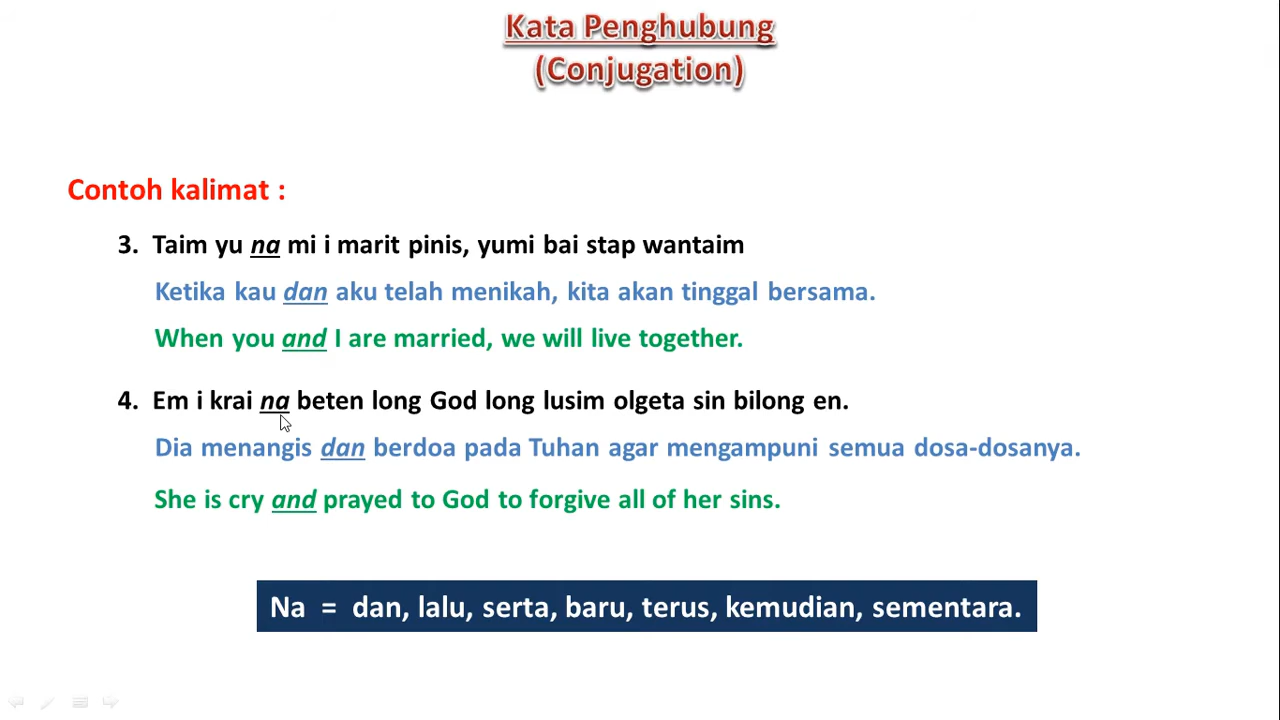 Kata Penghubung
(Conjugation)
Contoh kalimat :
3. Taim yu na mi i marit pinis, yumi bai stap wantaim
Ketika kau dan aku telah menikah, kita akan tinggal bersama.
When you and I are married, we will live together.
4. Em i krai na beten long God long lusim olgeta sin bilong en.
Dia menangis dan berdoa pada Tuhan agar mengampuni semua dosa-dosanya.
She is cry and prayed to God to forgive all of her sins.
Na = dan, lalu, serta, baru, terus, kemudian, sementara.